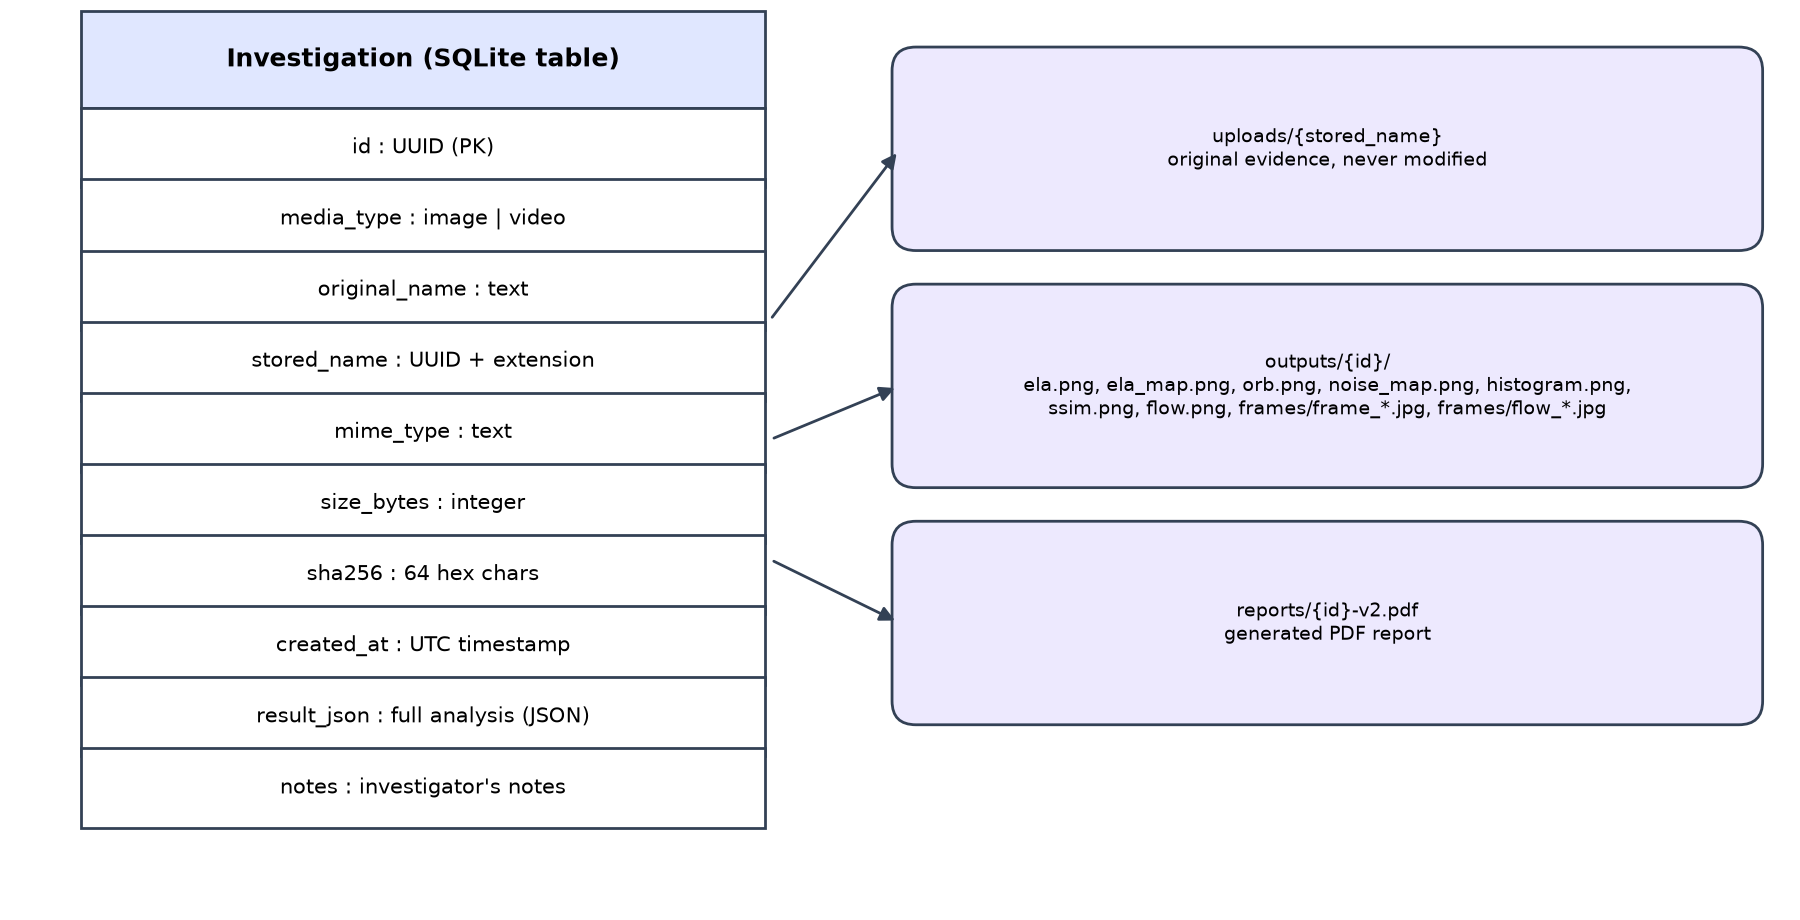 Investigation (SQLite table)
id : UUID (PK)
media_type : image | video
original_name : text
stored_name : UUID + extension
mime_type : text
size_bytes : integer
sha256 : 64 hex chars
created_at : UTC timestamp
result_json : full analysis (JSON)
notes : investigator's notes
uploads/{stored_name}
original evidence, never modified
outputs/{id}/
ela.png, ela_map.png, orb.png, noise_map.png, histogram.png,
ssim.png, flow.png, frames/frame_*.jpg, frames/flow_*.jpg
reports/{id}-v2.pdf
generated PDF report